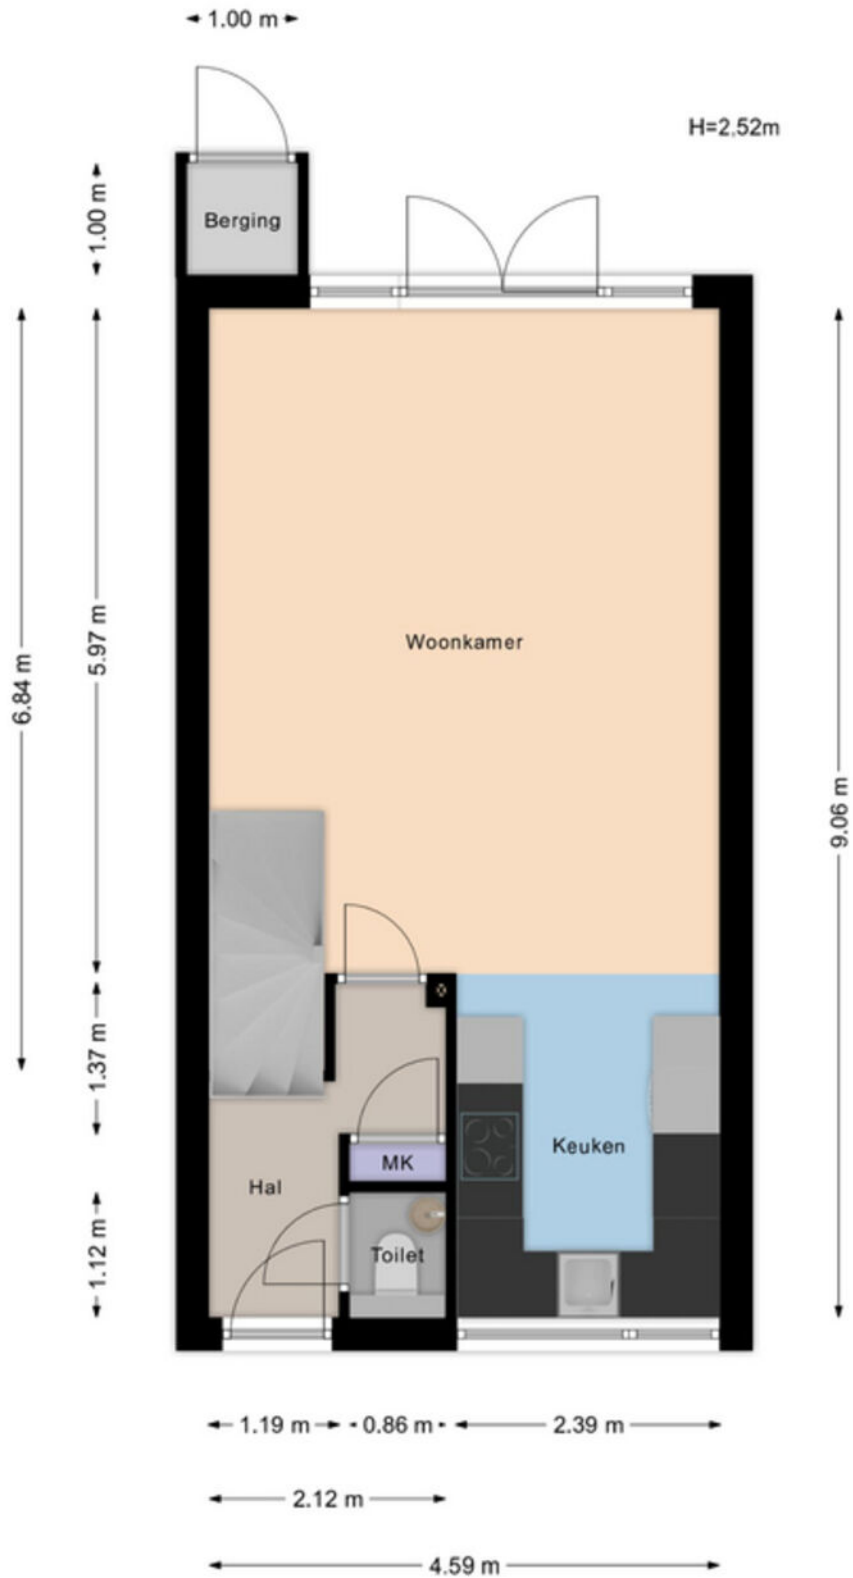 1.00 m
H=2.52m
1.00 m
Berging
5.97 m
6.84 m
Woonkamer
9.06 m
1.37 m
Keuken
MK
Hal
1.12 m
Toilet
1.19 m
0.86 m
2.39 m
2.12 m
4.59 m